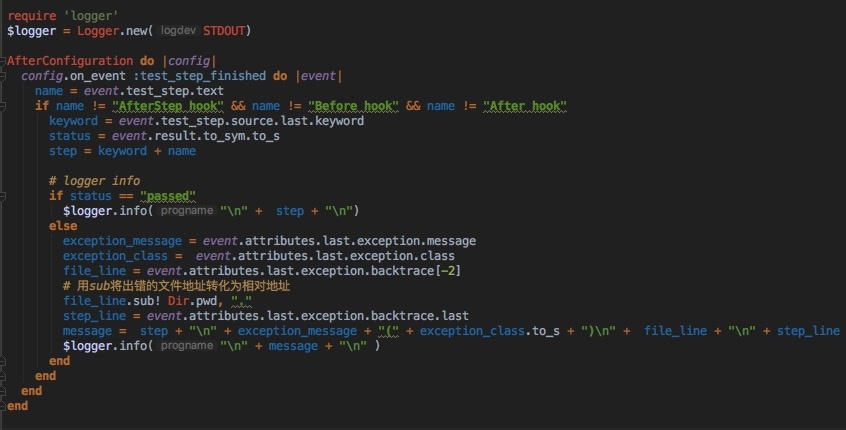 require 'logger'
$logger = Logger.new( logdev STDOUT)
AfterConfiguration do |config|
config.on_event :test_step_finished do |event|
name = event.test_step.text
if name != "AfterStep hook" && name != "Before hook" && name != "After hook"
keyword = event.test_step.source.last.keyword
status = event.result.to_sym.to_s
step = keyword + name
# logger info
if status == "passed"
$logger.info( progname "\n" +  step + "\n")
else
exception_message = event.attributes.last.exception.message
exception_class =  event.attributes.last.exception.class
file_line = event.attributes.last.exception.backtrace[-2]
# 用sub将出错的文件地址转化为相对地址
file_line.sub! Dir.pwd, "."
step_line = event.attributes.last.exception.backtrace.last
message =  step + "\n" + exception_message + "(" + exception_class.to_s + ")\n" +  file_line + "\n" + step_line
$logger.info( progname "\n" + message + "\n" )
end
end
end
end